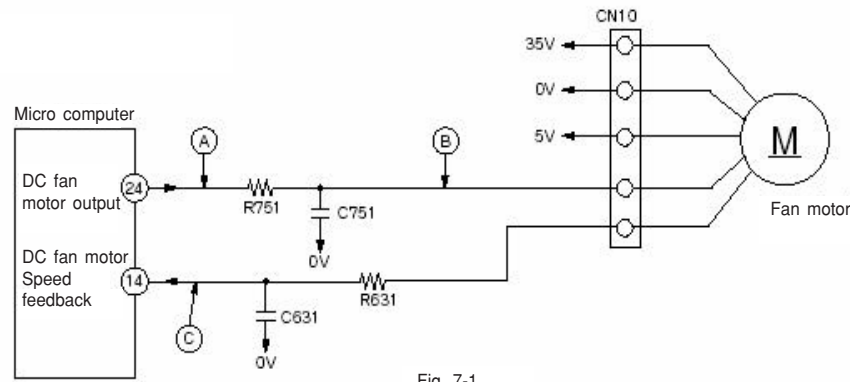 CN10
35V
0V
5V
M
Fan motor
Micro computer
DC fan
motor output
24
A
R751
C751
0V
B
DC fan motor
Speed
feedback
14
C
C631
0V
R631
Fig. 7-1